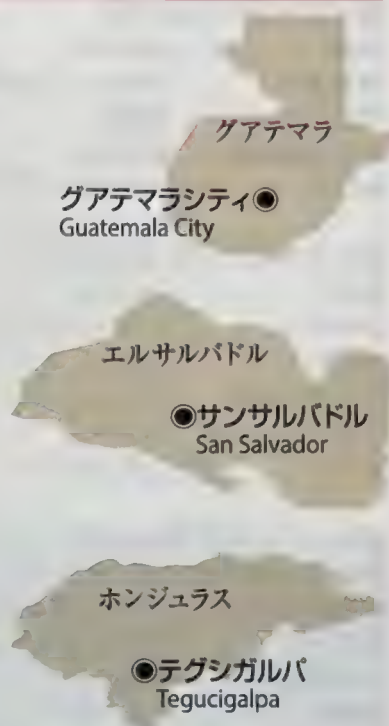 グアテマラ
グアテマラシティ◉
Guatemala City
エルサルバドル
◉サンサルバドル
San Salvador
ホンジュラス
◉テグシガルパ
Tegucigalpa